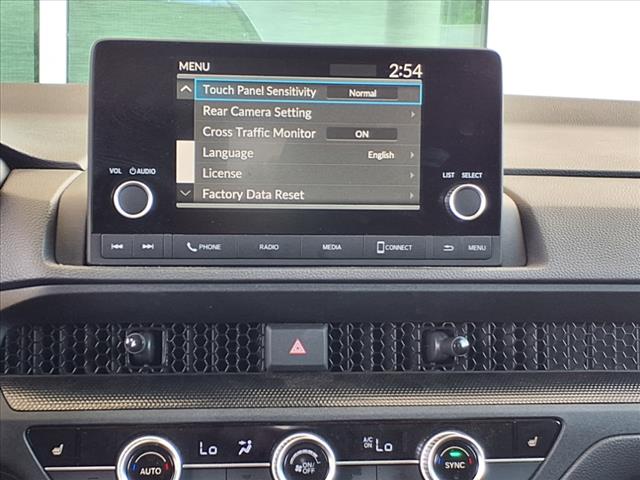 MENU 2:54
Touch Panel Sensitivity Normal
Rear Camera Setting
Cross Traffic Monitor ON
Language English
License
Factory Data Reset
VOL AUDIO
LIST SELECT
PHONE RADIO MEDIA CONNECT MENU
Lo A/C ON Lo
AUTO ON/OFF SYNC